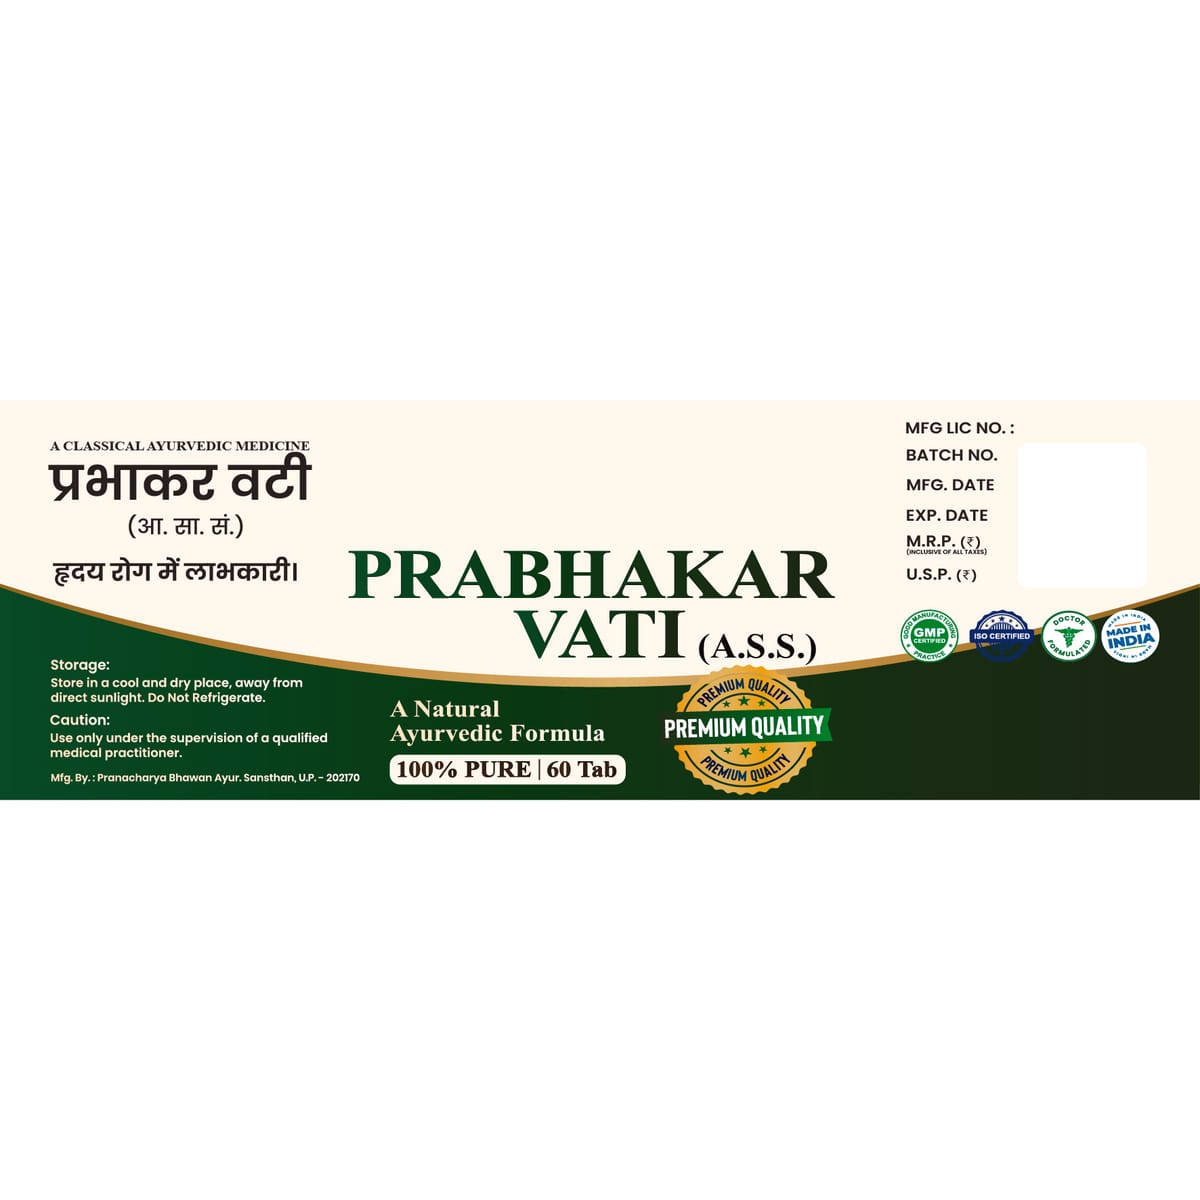 A CLASSICAL AYURVEDIC MEDICINE
प्रभाकर वटी
(आ. सा. सं.)
हृदय रोग में लाभकारी।
Storage:
Store in a cool and dry place, away from
direct sunlight. Do Not Refrigerate.
Caution:
Use only under the supervision of a qualified
medical practitioner.
Mfg. By. : Pranacharya Bhawan Ayur. Sansthan, U.P. - 202170
PRABHAKAR
VATI (A.S.S.)
A Natural
Ayurvedic Formula
100% PURE | 60 Tab
PREMIUM QUALITY
PREMIUM QUALITY
PREMIUM QUALITY
MFG LIC NO. :
BATCH NO.
MFG. DATE
EXP. DATE
M.R.P. (₹)
(INCLUSIVE OF ALL TAXES)
U.S.P. (₹)
GOOD MANUFACTURING
GMP
CERTIFIED
PRACTICE
ISO CERTIFIED
DOCTOR
FORMULATED
MADE IN INDIA
MADE IN
INDIA